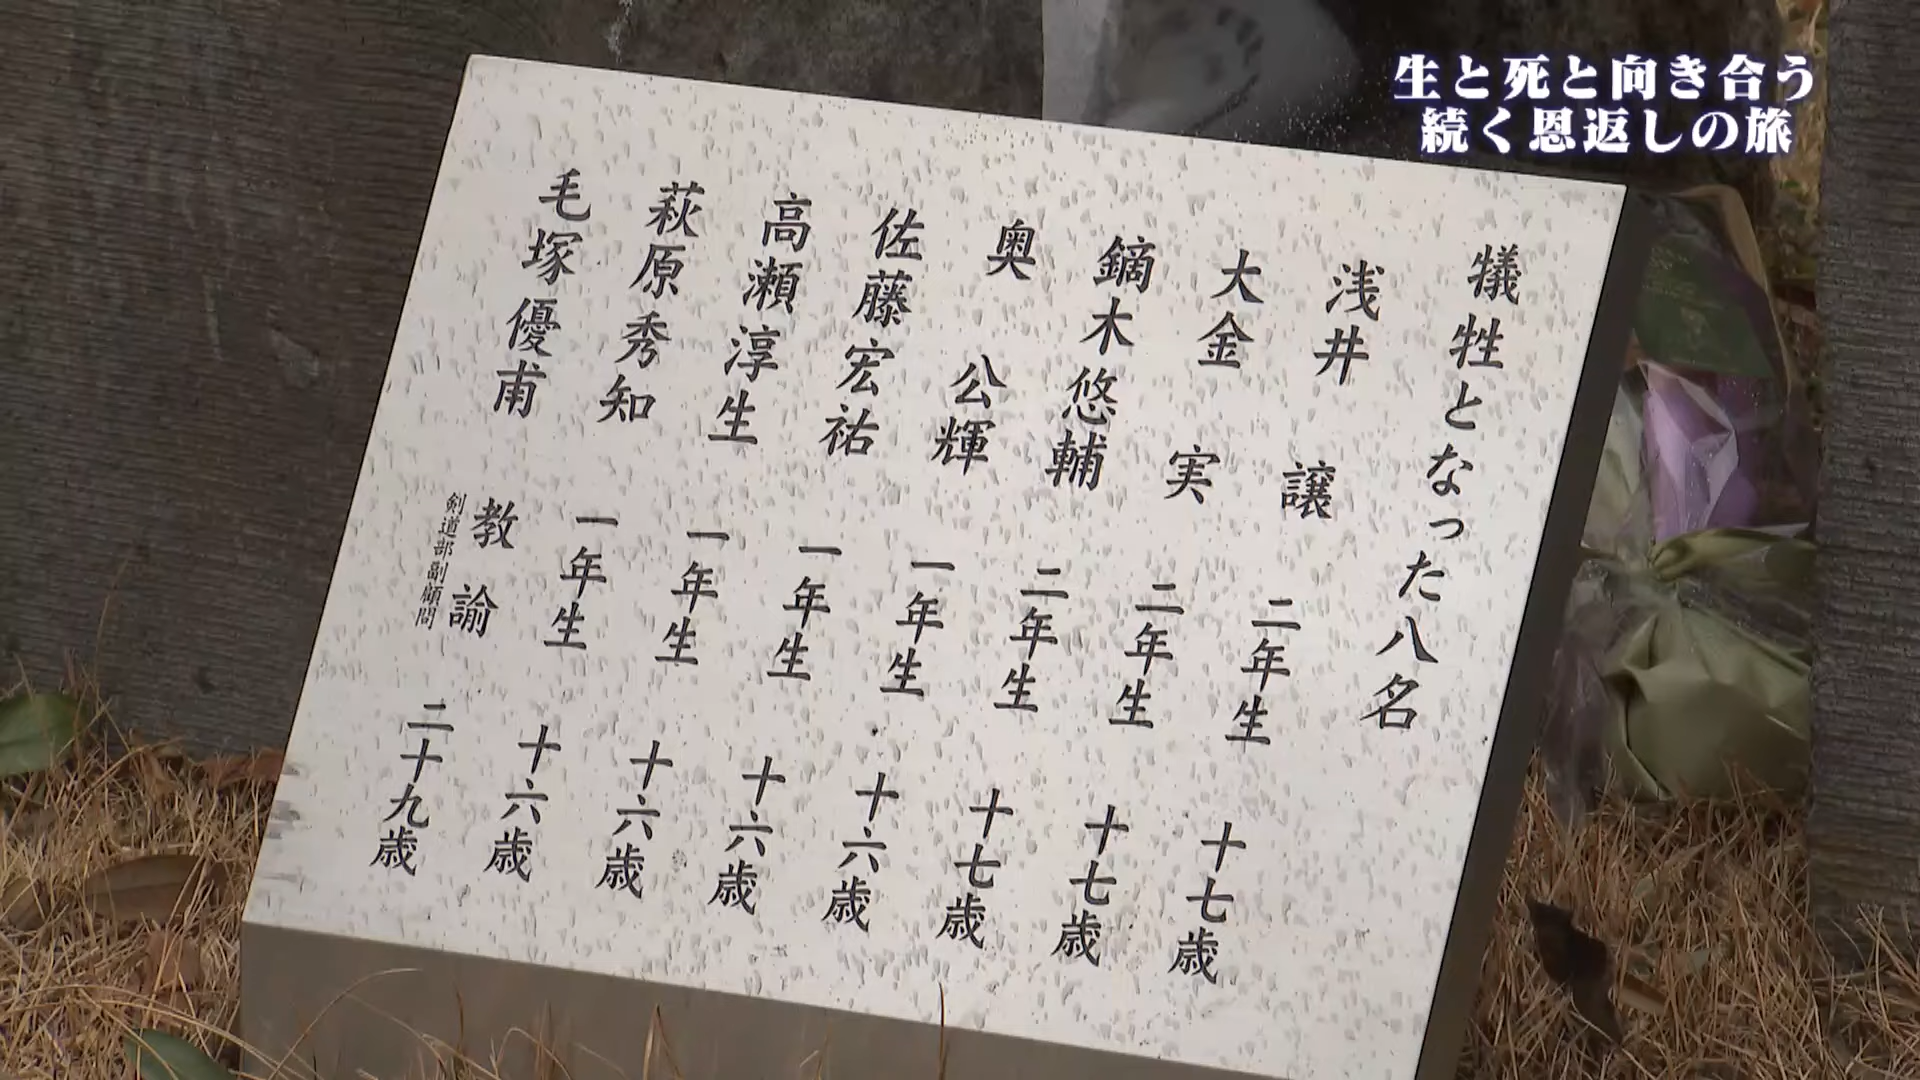 生と死と向き合う
続く恩返しの旅
犠牲となった八名
浅井 譲 二年生 十七歳
大金 実 二年生 十七歳
鏑木悠輔 二年生 十七歳
奥 公輝 一年生 十六歳
佐藤宏祐 一年生 十六歳
高瀬淳生 一年生 十六歳
萩原秀知 一年生 十六歳
毛塚優甫 教諭 二十九歳
剣道部副顧問